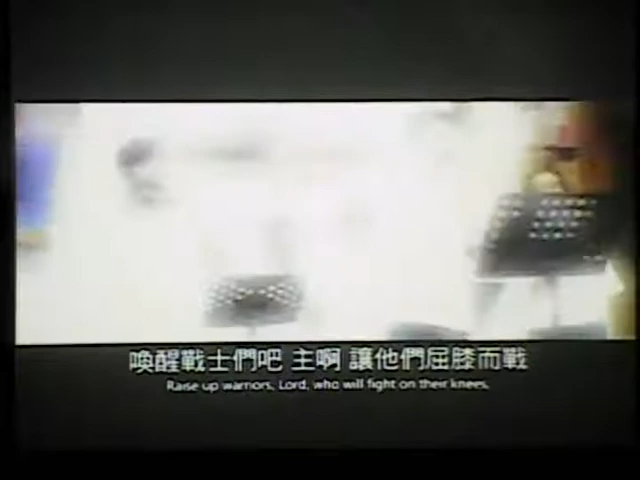 喚醒戰士們吧 主啊 讓他們屈膝而戰
Raise up warriors, Lord, who will fight on their knees.